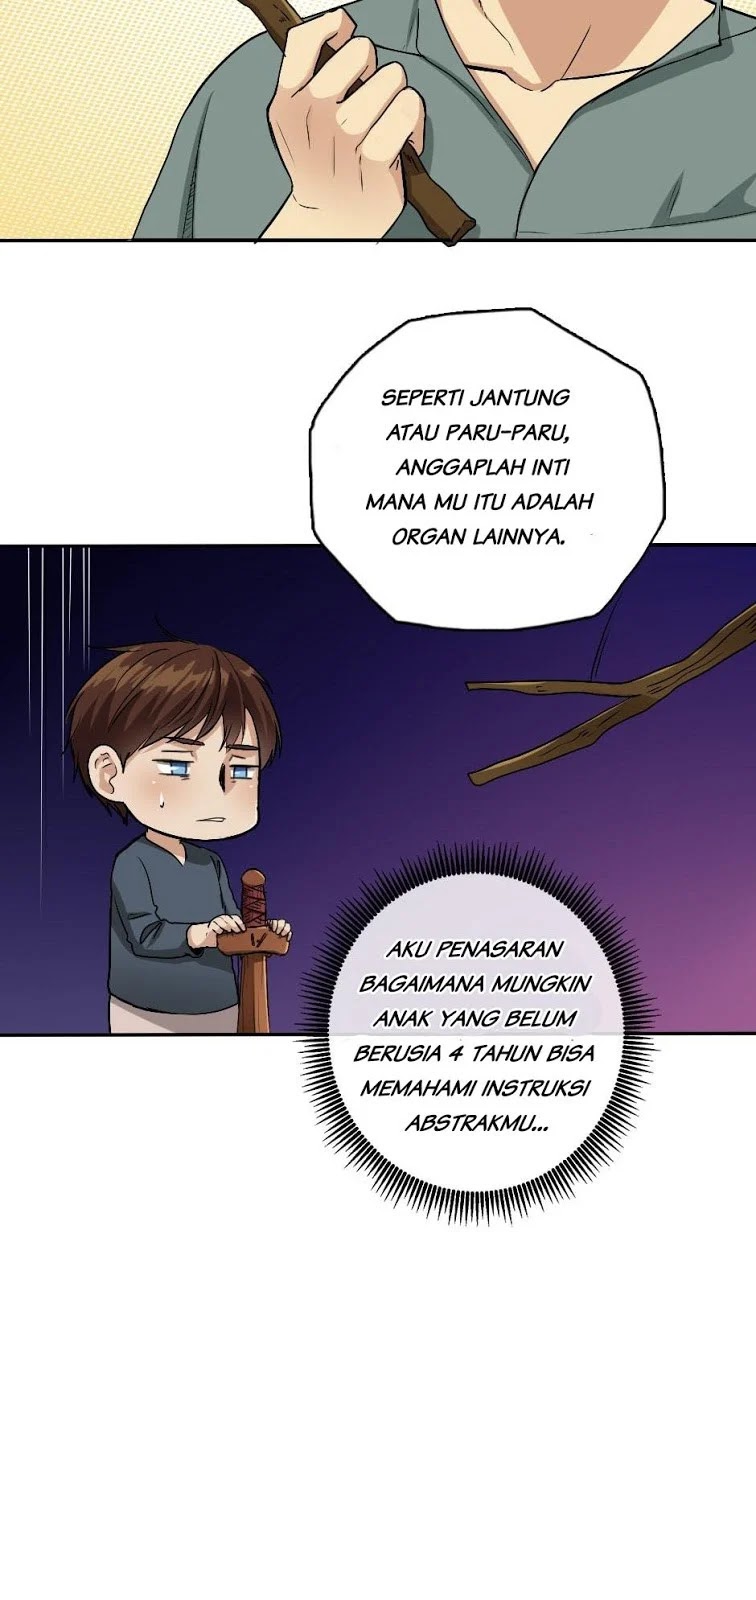 SEPERTI JANTUNG
ATAU PARU-PARU,
ANGGAPLAH INTI
MANA MU ITU ADALAH
ORGAN LAINNYA.
AKU PENASARAN
BAGAIMANA MUNGKIN
ANAK YANG BELUM
BERUSIA 4 TAHUN BISA
MEMAHAMI INSTRUKSI
ABSTRAKMU...